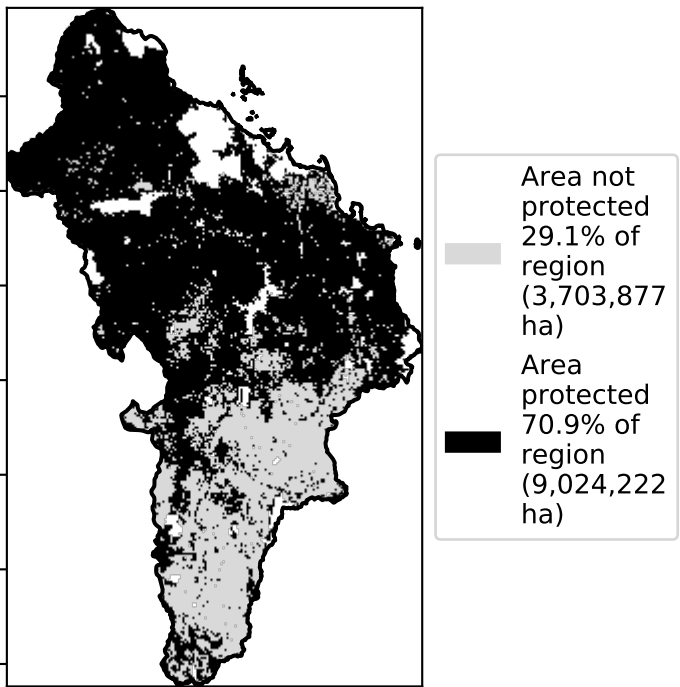 Area not
protected
29.1% of
region
(3,703,877
ha)
Area
protected
70.9% of
region
(9,024,222
ha)